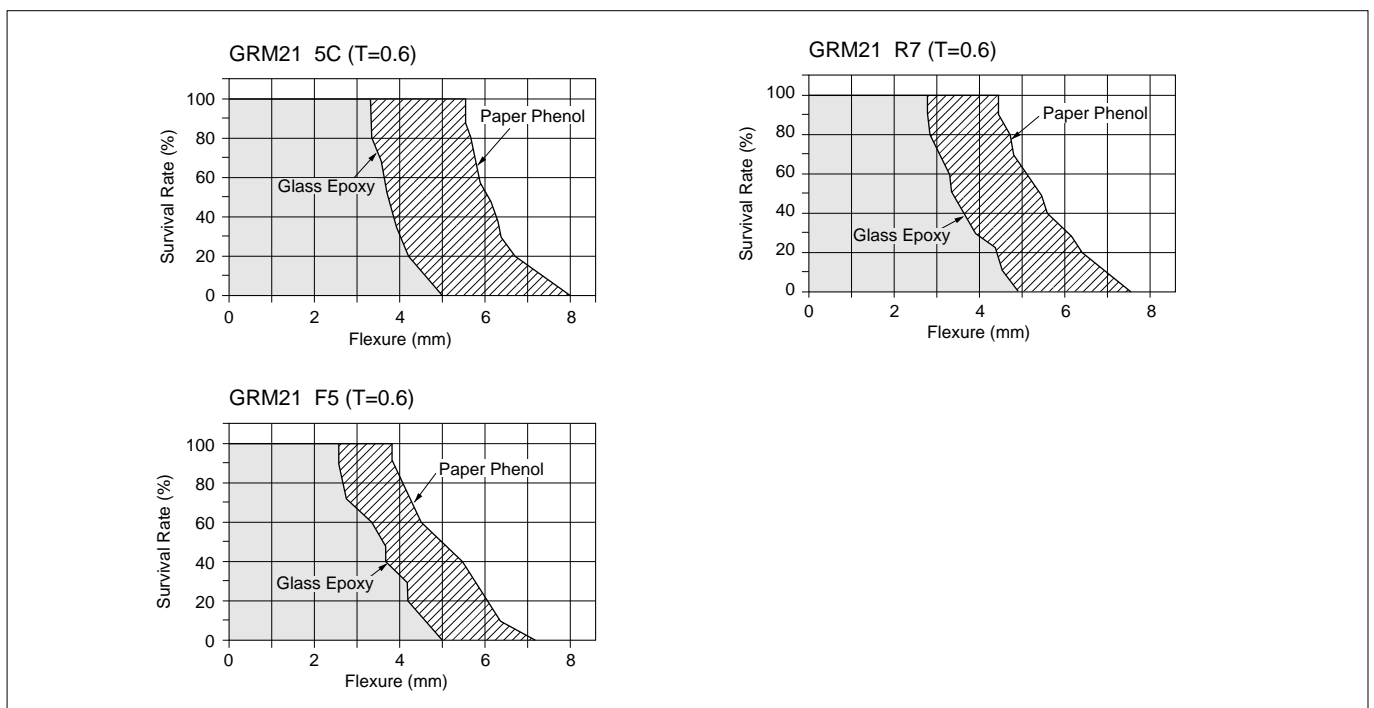 GRM21 5C (T=0.6)
Survival Rate (%)
100
80
60
40
20
0
Paper Phenol
Glass Epoxy
0 2 4 6 8
Flexure (mm)
GRM21 R7 (T=0.6)
Survival Rate (%)
100
80
60
40
20
0
Paper Phenol
Glass Epoxy
0 2 4 6 8
Flexure (mm)
GRM21 F5 (T=0.6)
Survival Rate (%)
100
80
60
40
20
0
Paper Phenol
Glass Epoxy
0 2 4 6 8
Flexure (mm)